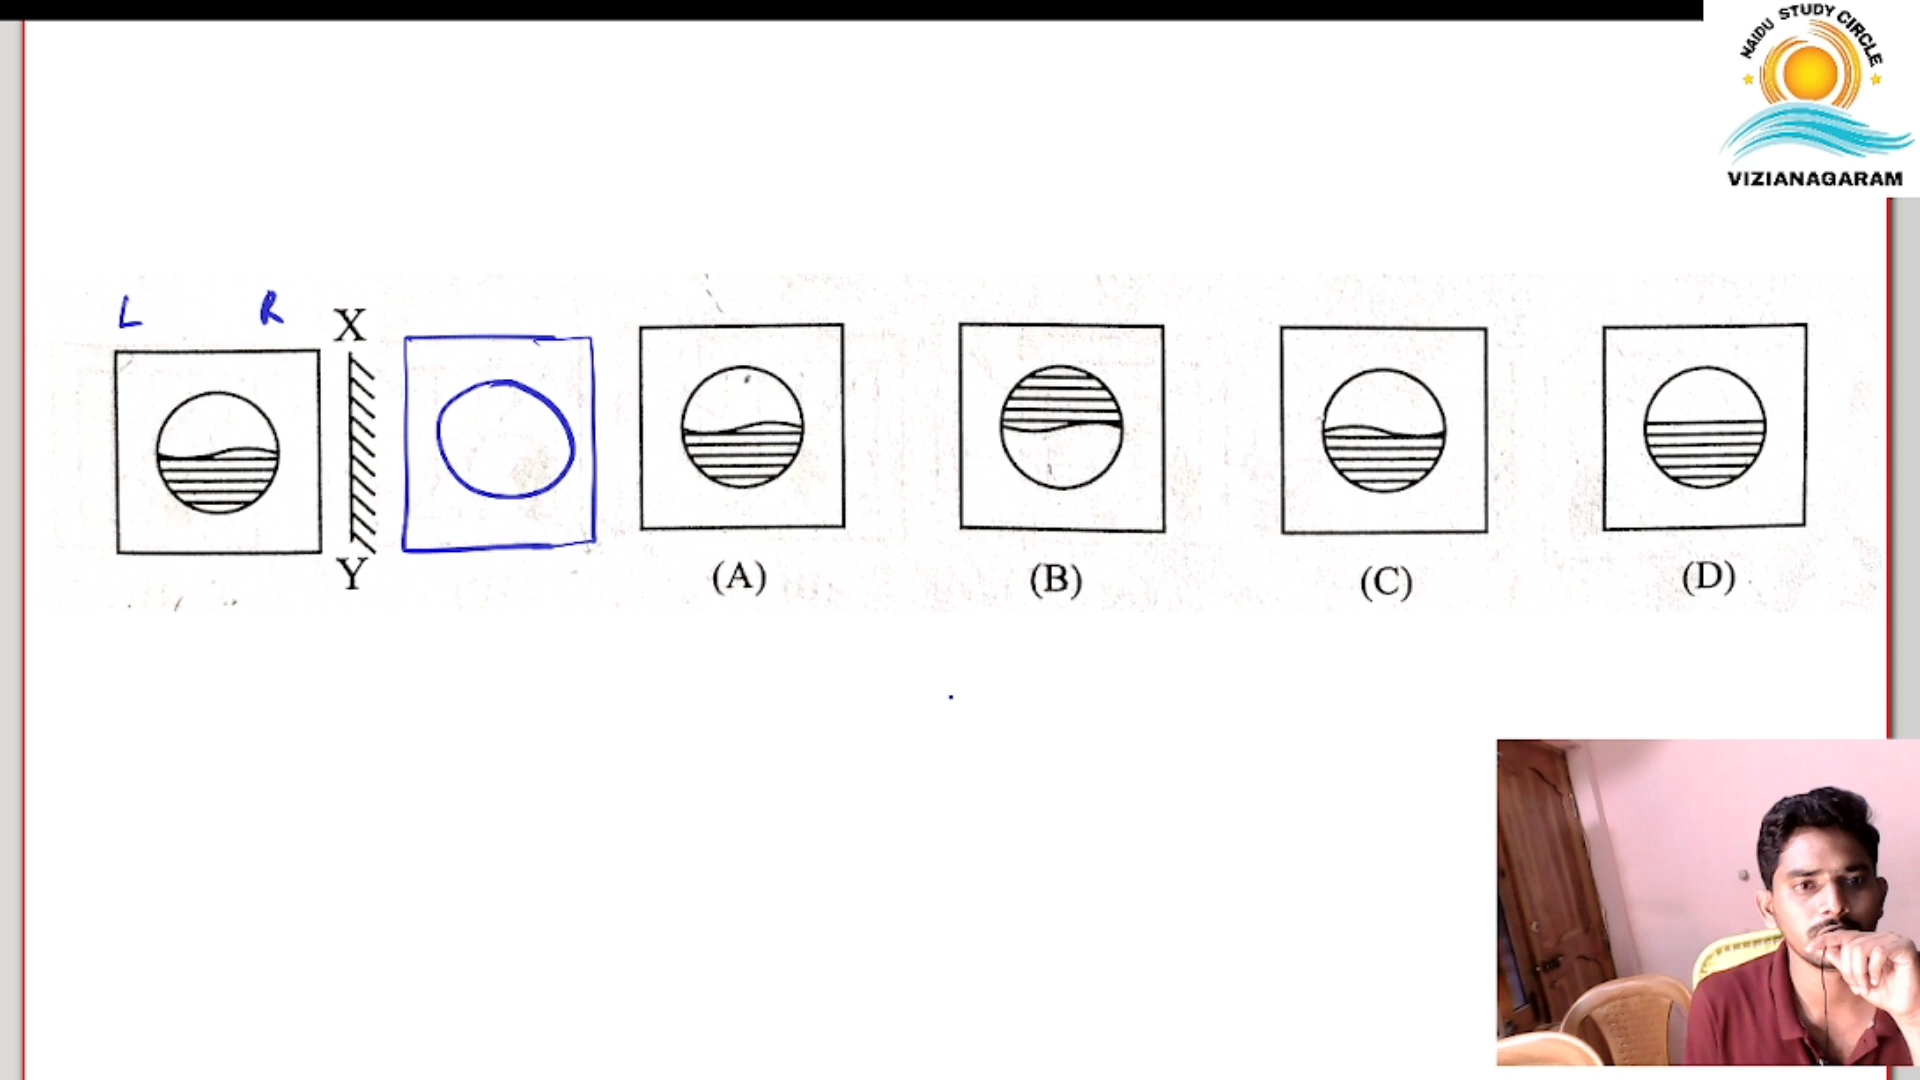 NAIDU STUDY CIRCLE
VIZIANAGARAM
L R X
Y
(A) (B) (C) (D)